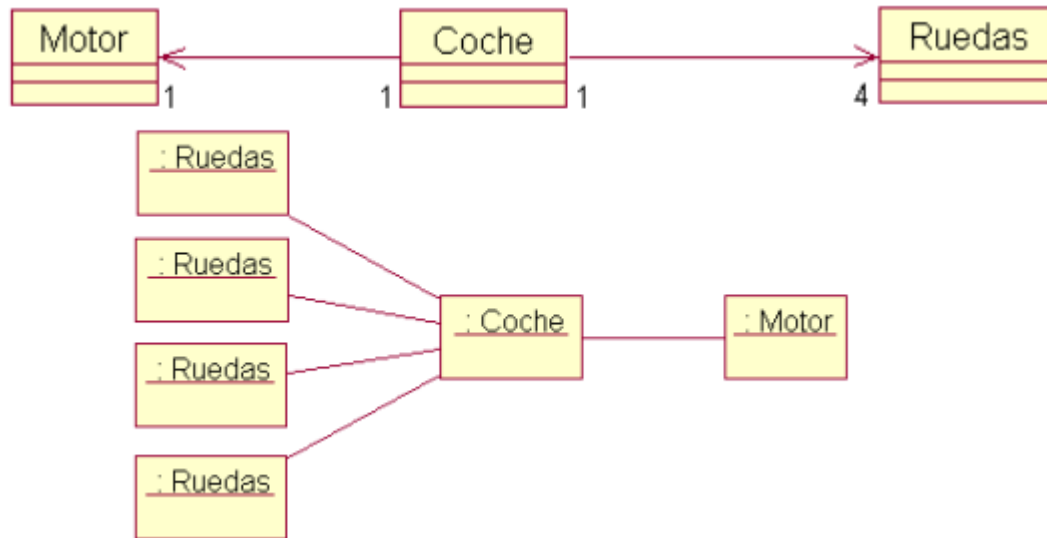 Motor
Coche
Ruedas
1
1
1
4
: Ruedas
: Ruedas
: Coche
: Motor
: Ruedas
: Ruedas